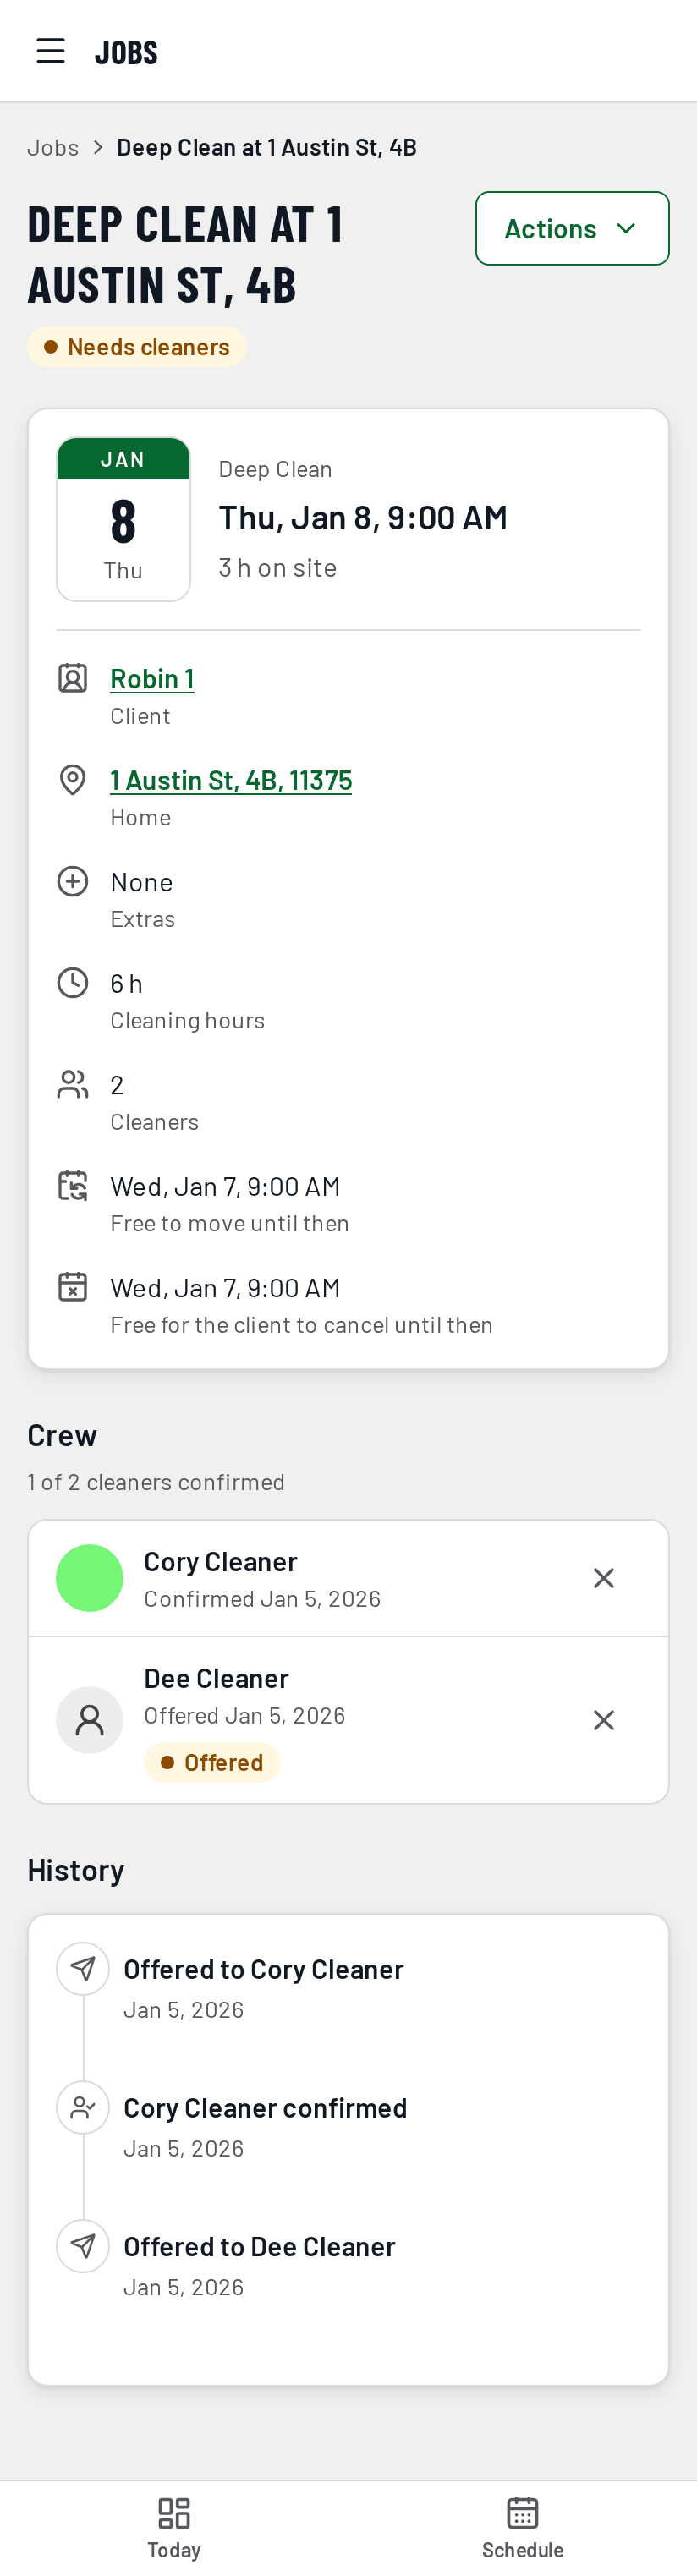 JOBS
Jobs > Deep Clean at 1 Austin St, 4B
DEEP CLEAN AT 1
AUSTIN ST, 4B
Actions
Needs cleaners
JAN
8
Thu
Deep Clean
Thu, Jan 8, 9:00 AM
3 h on site
Robin 1
Client
1 Austin St, 4B, 11375
Home
None
Extras
6 h
Cleaning hours
2
Cleaners
Wed, Jan 7, 9:00 AM
Free to move until then
Wed, Jan 7, 9:00 AM
Free for the client to cancel until then
Crew
1 of 2 cleaners confirmed
Cory Cleaner
Confirmed Jan 5, 2026
Dee Cleaner
Offered Jan 5, 2026
Offered
History
Offered to Cory Cleaner
Jan 5, 2026
Cory Cleaner confirmed
Jan 5, 2026
Offered to Dee Cleaner
Jan 5, 2026
Today
Schedule